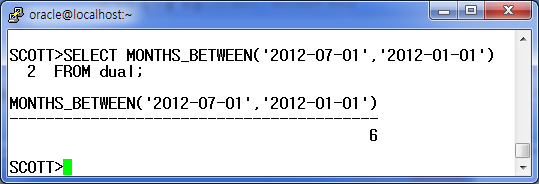 oracle@localhost:~
SCOTT>SELECT MONTHS_BETWEEN('2012-07-01','2012-01-01')
  2  FROM dual;
MONTHS_BETWEEN('2012-07-01','2012-01-01')
-----------------------------------------
6
SCOTT>